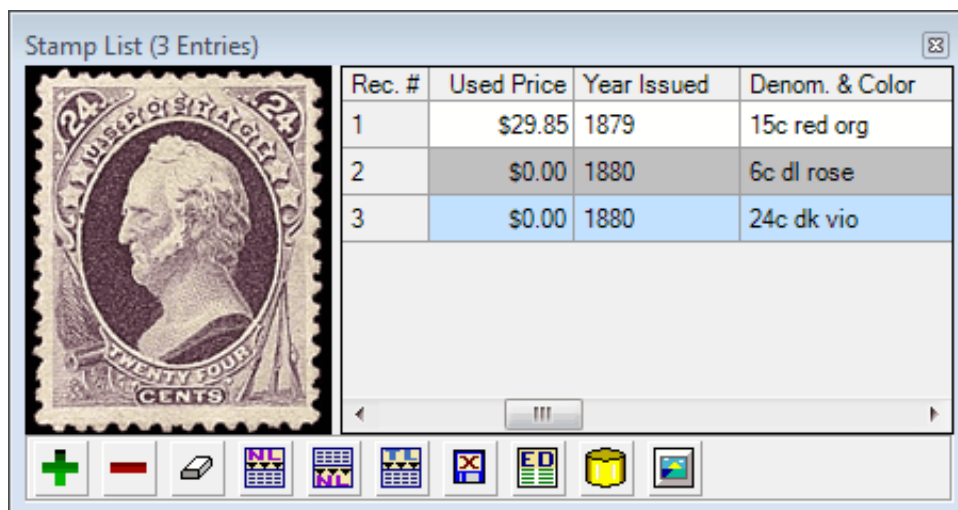 Stamp List (3 Entries)
24 U.S. POSTAGE 24
TWENTY FOUR
CENTS
Rec. # Used Price Year Issued Denom. & Color
1 $29.85 1879 15c red org
2 $0.00 1880 6c dl rose
3 $0.00 1880 24c dk vio
NL NL TL X ED